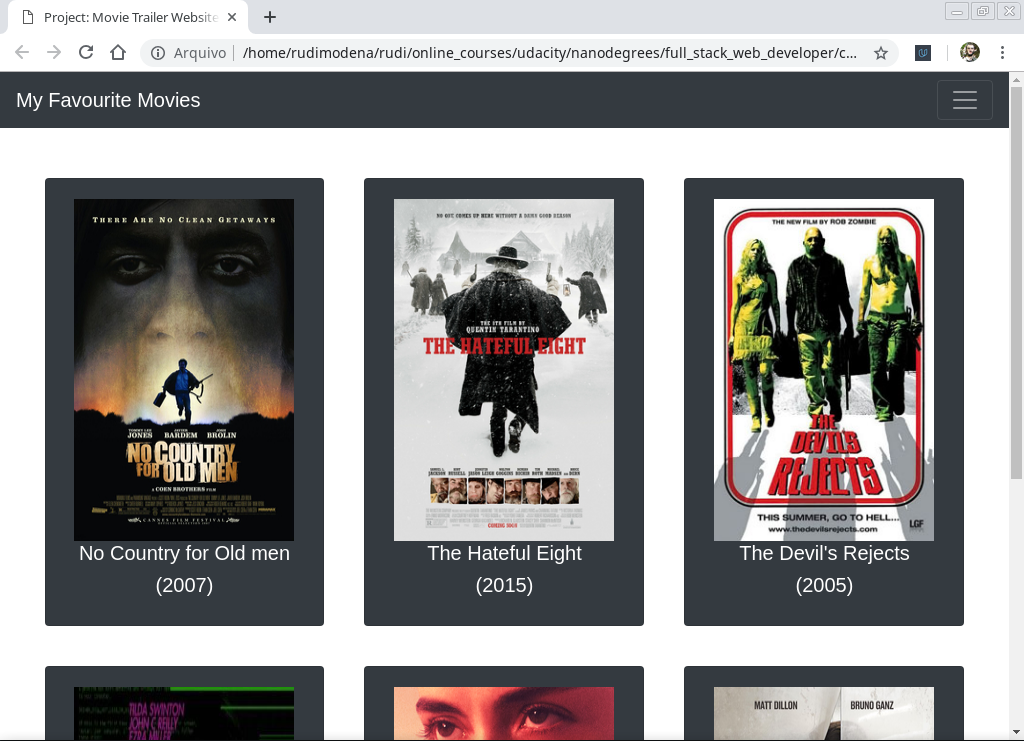 Project: Movie Trailer Website
Arquivo
/home/rudimodena/rudi/online_courses/udacity/nanodegrees/full_stack_web_developer/c...
My Favourite Movies
THERE ARE NO CLEAN GETAWAYS
TOMMY LEE JONES JAVIER BARDEM JOSH BROLIN
NO COUNTRY
FOR OLD MEN
A COEN BROTHERS FILM
CANNES FILM FESTIVAL
No Country for Old men
(2007)
NO ONE COMES UP HERE WITHOUT A DAMN GOOD REASON
THE 8TH FILM BY
QUENTIN TARANTINO
THE HATEFUL EIGHT
COMING SOON
The Hateful Eight
(2015)
THE NEW FILM BY ROB ZOMBIE
THE
DEVIL'S
REJECTS
THIS SUMMER, GO TO HELL...
www.thedevilsrejects.com
LGF
The Devil's Rejects
(2005)
TILDA SWINTON
JOHN C REILLY
EZRA MILLER
MATT DILLON
BRUNO GANZ